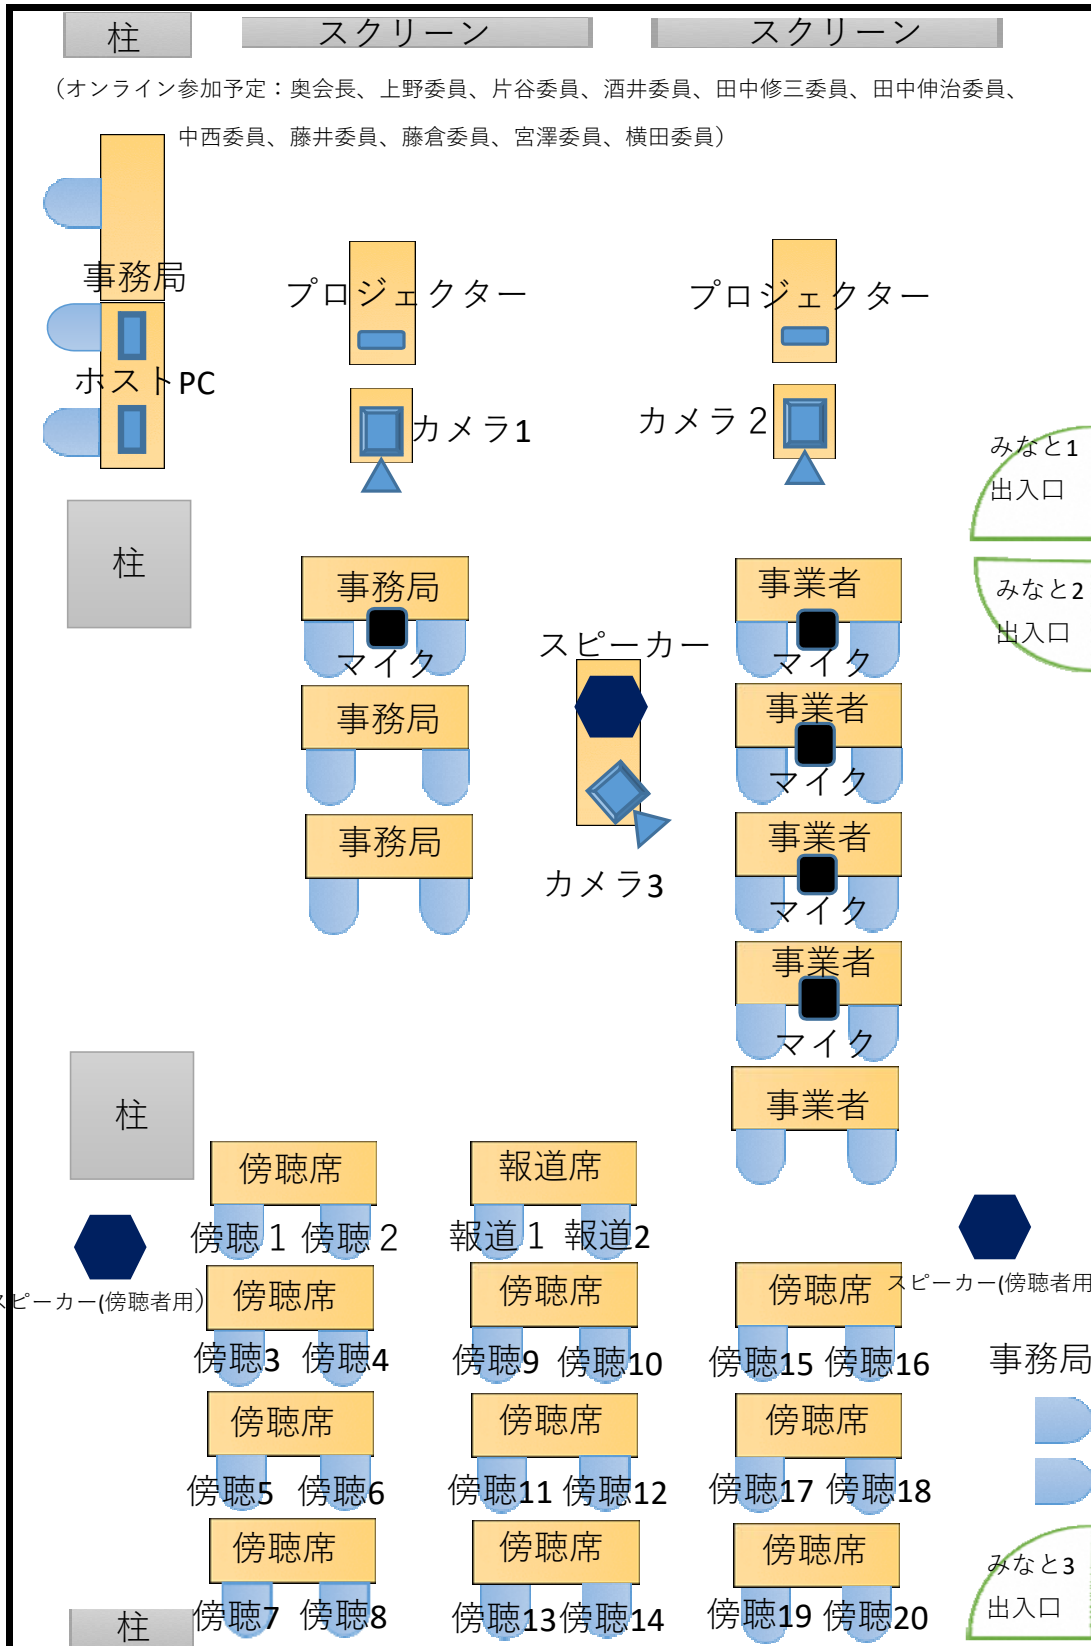 柱
スクリーン
スクリーン
（オンライン参加予定：奥会長、上野委員、片谷委員、酒井委員、田中修三委員、田中伸治委員、
中西委員、藤井委員、藤倉委員、宮澤委員、横田委員）
事務局
プロジェクター
プロジェクター
ホストPC
カメラ1
カメラ２
みなと1
出入口
柱
事務局
マイク
事業者
マイク
みなと2
出入口
スピーカー
事務局
事業者
マイク
事務局
カメラ3
事業者
マイク
事業者
マイク
柱
事業者
傍聴席
報道席
傍聴１ 傍聴２
報道１ 報道2
スピーカー(傍聴者用）
傍聴席
傍聴席
傍聴席
スピーカー(傍聴者用
傍聴3 傍聴4
傍聴9 傍聴10
傍聴15 傍聴16
事務局
傍聴席
傍聴席
傍聴席
傍聴5 傍聴6
傍聴11 傍聴12
傍聴17 傍聴18
傍聴席
傍聴席
傍聴席
みなと3
出入口
柱
傍聴7 傍聴8
傍聴13 傍聴14
傍聴19 傍聴20